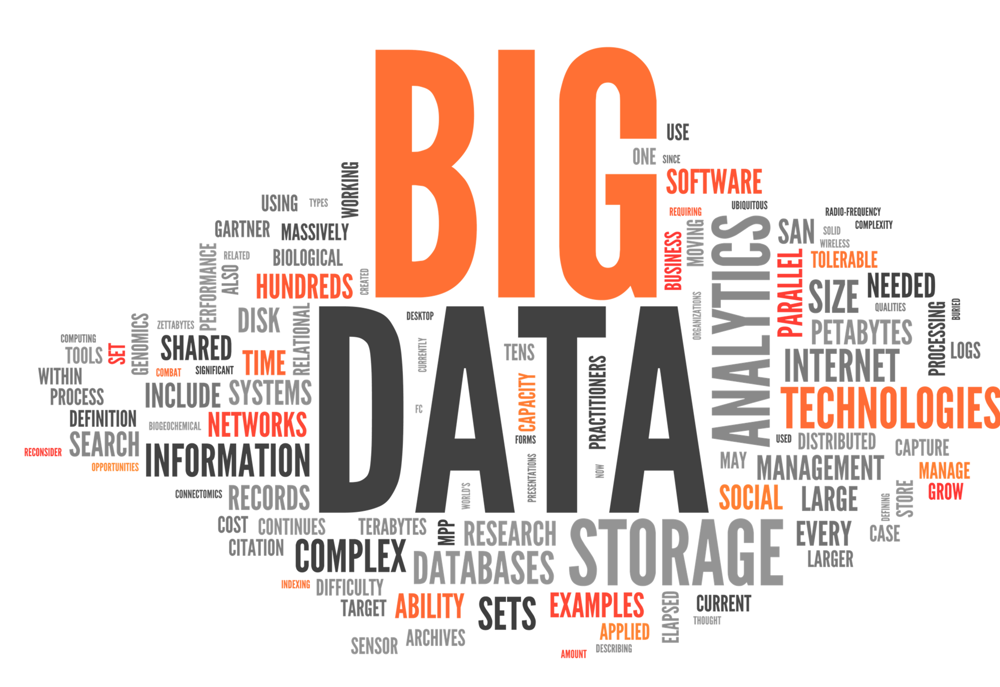 BIG
DATA
USE
ONE
SINCE
SOFTWARE
WORKING
USING
TYPES
UBIQUITOUS
REQUIRING
RADIO-FREQUENCY
GARTNER
MASSIVELY
BUSINESS
MOVING
ANALYTICS
SAN
SOLID
COMPLEXITY
WIRELESS
PERFORMANCE
RELATED
ALSO
BIOLOGICAL
HUNDREDS
CREATED
PARALLEL
TOLERABLE
SIZE
NEEDED
QUALITIES
BURIED
ORGANIZATIONS
GENOMICS
ZETTABYTES
DISK
RELATIONAL
DESKTOP
PETABYTES
PROCESSING
LOGS
COMPUTING
TOOLS
SET
SHARED
TIME
CURRENTLY
TENS
PRACTITIONERS
INTERNET
WITHIN
COMBAT
SIGNIFICANT
PROCESS
INCLUDE
SYSTEMS
FC
CAPACITY
TECHNOLOGIES
DEFINITION
BIOGEOCHEMICAL
NETWORKS
FORMS
USED
DISTRIBUTED
CAPTURE
SEARCH
RECONSIDER
OPPORTUNITIES
INFORMATION
PRESENTATIONS
NOW
MAY
MANAGEMENT
MANAGE
CONNECTOMICS
RECORDS
WORLD'S
SOCIAL
LARGE
DEFINING
STORE
GROW
COST
CONTINUES
TERABYTES
MPP
RESEARCH
STORAGE
EVERY
CASE
CITATION
COMPLEX
DATABASES
LARGER
INDEXING
DIFFICULTY
TARGET
ABILITY
SETS
EXAMPLES
ELAPSED
CURRENT
THOUGHT
SENSOR
ARCHIVES
APPLIED
AMOUNT
DESCRIBING